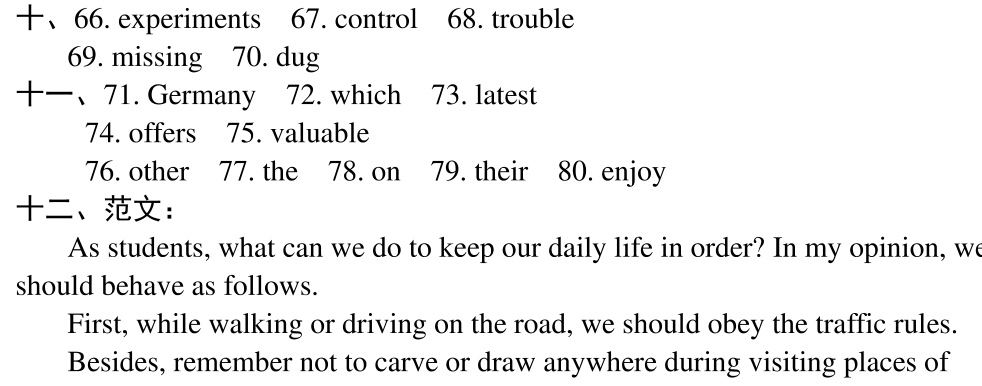 十、66. experiments 67. control 68. trouble
69. missing 70. dug
十一、71. Germany 72. which 73. latest
74. offers 75. valuable
76. other 77. the 78. on 79. their 80. enjoy
十二、范文：
As students, what can we do to keep our daily life in order? In my opinion, we
should behave as follows.
First, while walking or driving on the road, we should obey the traffic rules.
Besides, remember not to carve or draw anywhere during visiting places of